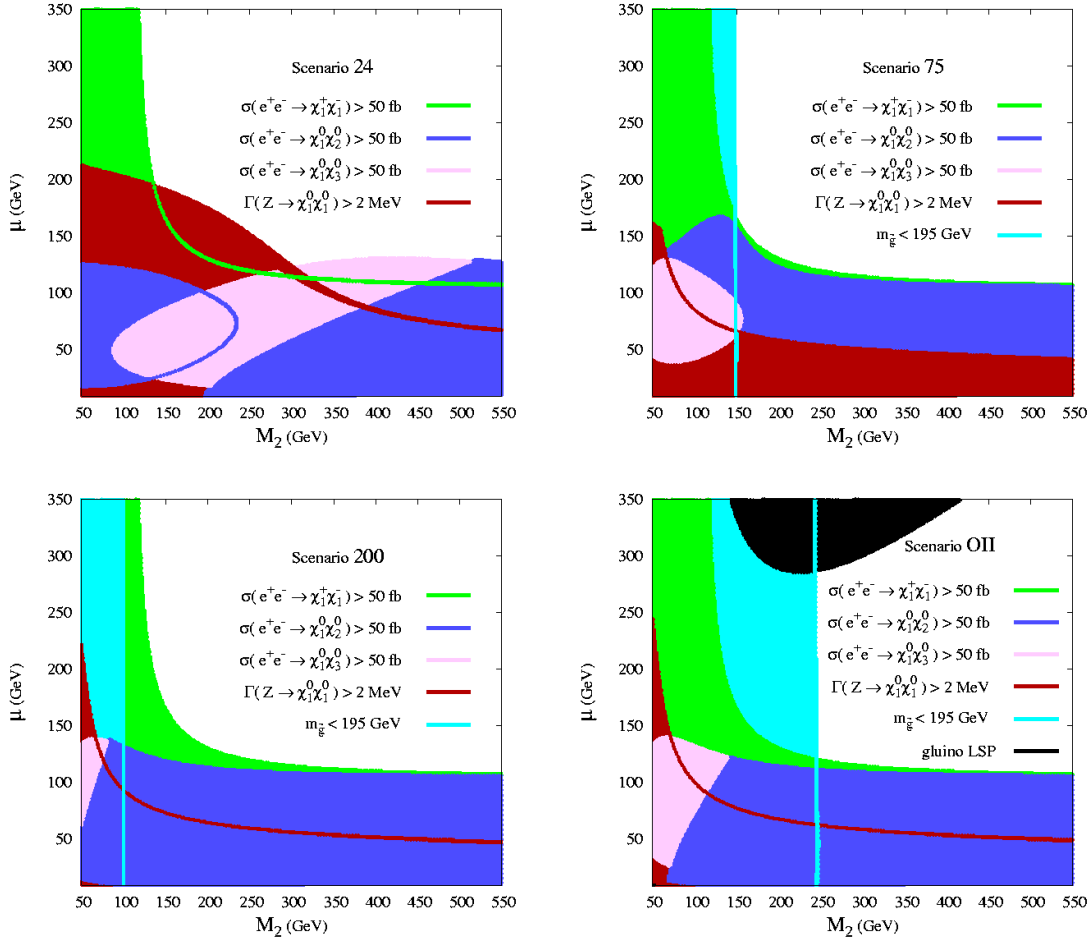 350
300
250
200
150
100
50
μ (GeV)
Scenario 24
σ( e⁺e⁻ → χ₁⁺χ₁⁻) > 50 fb
σ( e⁺e⁻ → χ₁⁰χ₂⁰) > 50 fb
σ( e⁺e⁻ → χ₁⁰χ₃⁰) > 50 fb
Γ( Z → χ₁⁰χ₁⁰) > 2 MeV
50 100 150 200 250 300 350 400 450 500 550
M₂ (GeV)
350
300
250
200
150
100
50
μ (GeV)
Scenario 75
σ( e⁺e⁻ → χ₁⁺χ₁⁻) > 50 fb
σ( e⁺e⁻ → χ₁⁰χ₂⁰) > 50 fb
σ( e⁺e⁻ → χ₁⁰χ₃⁰) > 50 fb
Γ( Z → χ₁⁰χ₁⁰) > 2 MeV
m_g̃ < 195 GeV
50 100 150 200 250 300 350 400 450 500 550
M₂ (GeV)
350
300
250
200
150
100
50
μ (GeV)
Scenario 200
σ( e⁺e⁻ → χ₁⁺χ₁⁻) > 50 fb
σ( e⁺e⁻ → χ₁⁰χ₂⁰) > 50 fb
σ( e⁺e⁻ → χ₁⁰χ₃⁰) > 50 fb
Γ( Z → χ₁⁰χ₁⁰) > 2 MeV
m_g̃ < 195 GeV
50 100 150 200 250 300 350 400 450 500 550
M₂ (GeV)
350
300
250
200
150
100
50
μ (GeV)
Scenario OII
σ( e⁺e⁻ → χ₁⁺χ₁⁻) > 50 fb
σ( e⁺e⁻ → χ₁⁰χ₂⁰) > 50 fb
σ( e⁺e⁻ → χ₁⁰χ₃⁰) > 50 fb
Γ( Z → χ₁⁰χ₁⁰) > 2 MeV
m_g̃ < 195 GeV
gluino LSP
50 100 150 200 250 300 350 400 450 500 550
M₂ (GeV)